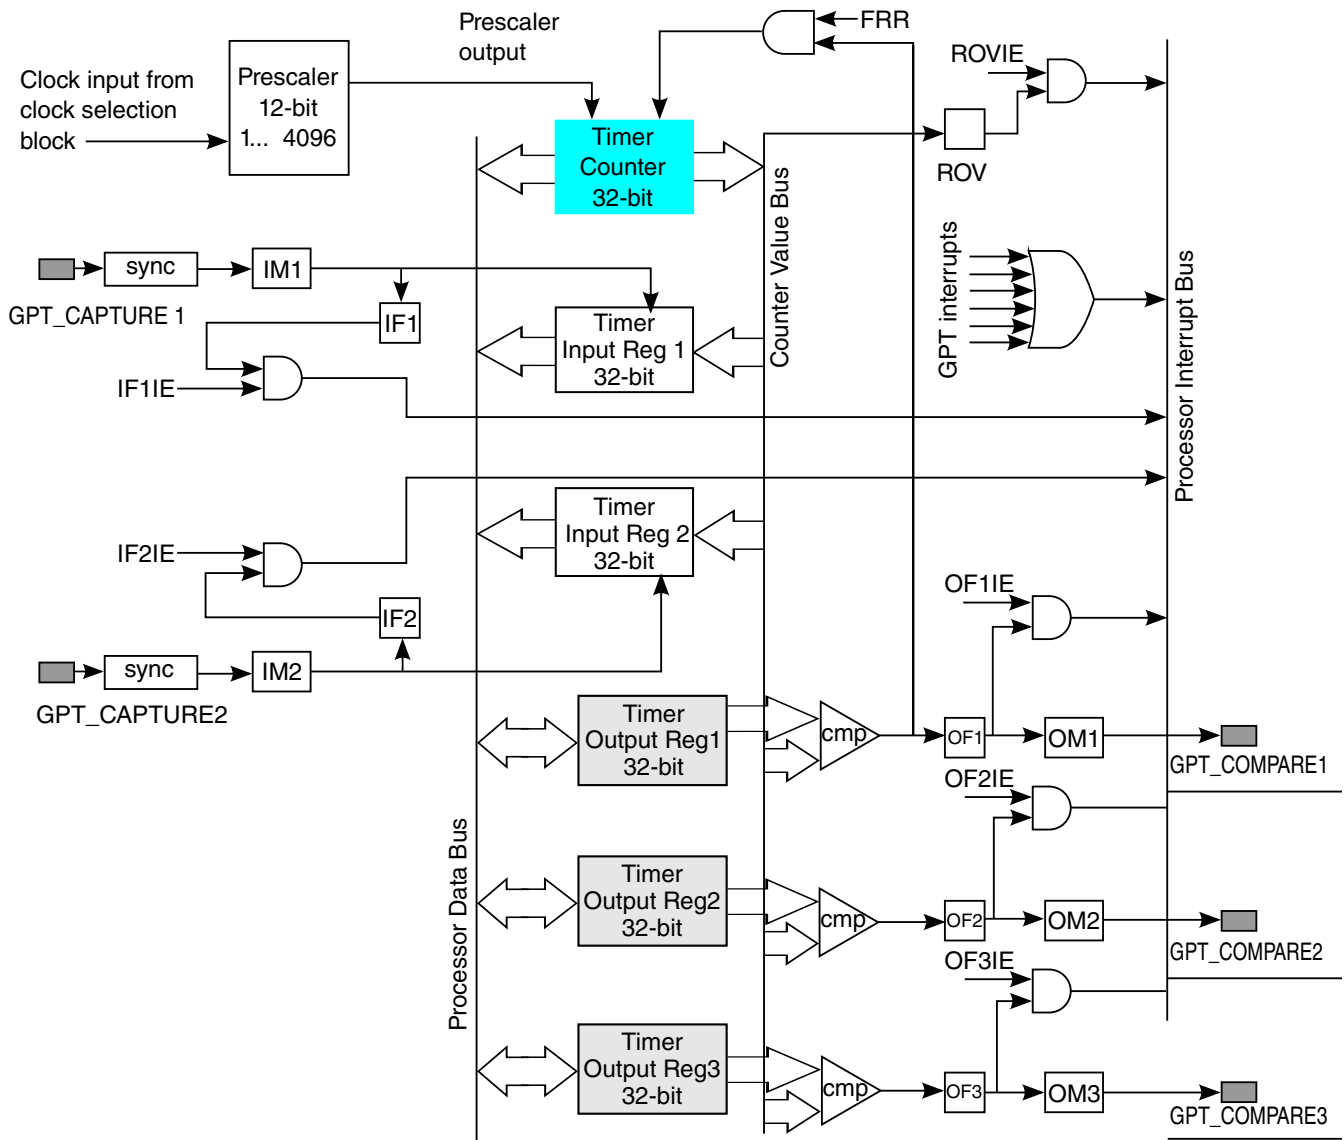 Prescaler
output
FRR
ROVIE
Clock input from
clock selection
block
Prescaler
12-bit
1... 4096
Timer
Counter
32-bit
ROV
Counter Value Bus
GPT interrupts
Processor Interrupt Bus
sync
IM1
GPT_CAPTURE 1
IF1
Timer
Input Reg 1
32-bit
IF1IE
Timer
Input Reg 2
32-bit
IF2IE
IF2
OF1IE
sync
IM2
GPT_CAPTURE2
Timer
Output Reg1
32-bit
cmp
OF1
OM1
GPT_COMPARE1
OF2IE
Processor Data Bus
Timer
Output Reg2
32-bit
cmp
OF2
OM2
GPT_COMPARE2
OF3IE
Timer
Output Reg3
32-bit
cmp
OF3
OM3
GPT_COMPARE3